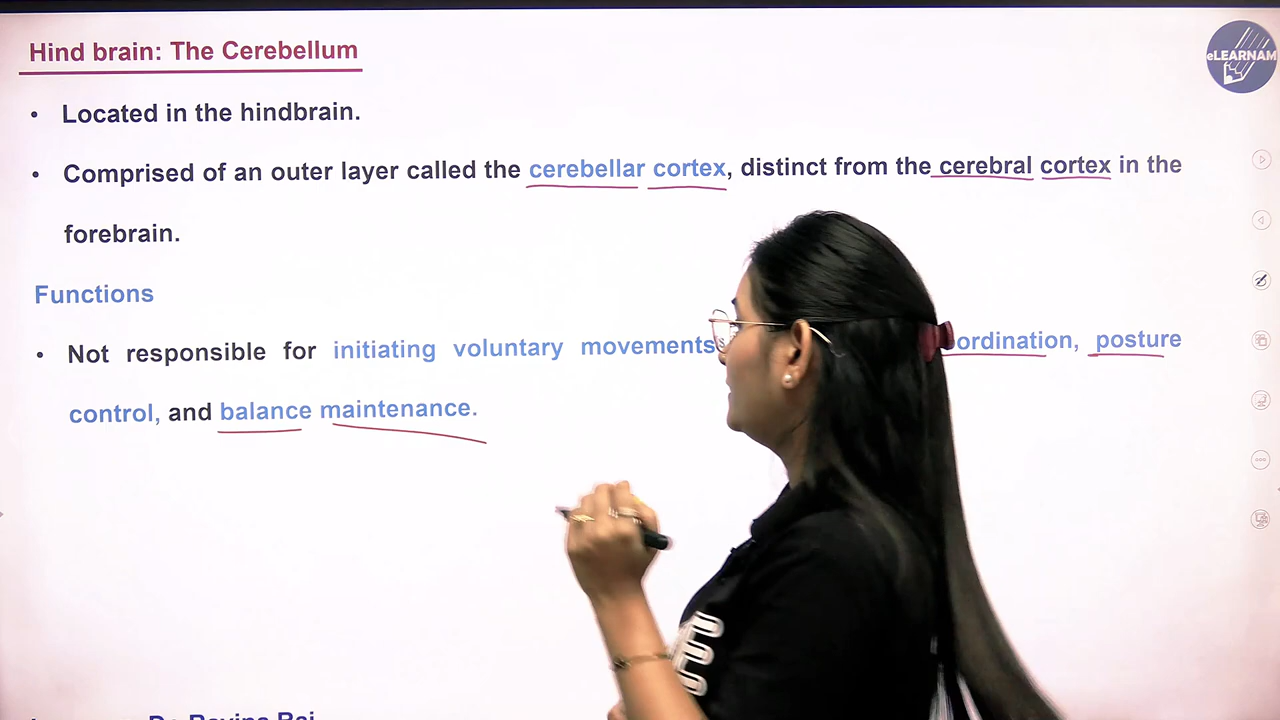 Hind brain: The Cerebellum
eLEARNAM
• Located in the hindbrain.
• Comprised of an outer layer called the cerebellar cortex, distinct from the cerebral cortex in the
forebrain.
Functions
• Not responsible for initiating voluntary movements ordination, posture
control, and balance maintenance.